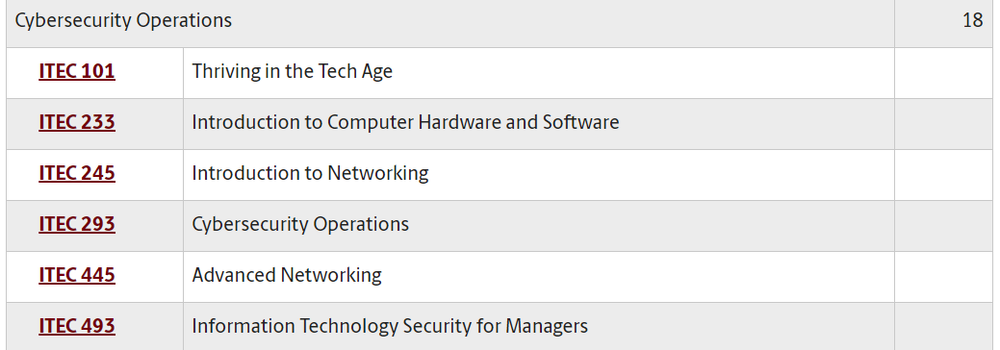 Cybersecurity Operations 18
ITEC 101 Thriving in the Tech Age
ITEC 233 Introduction to Computer Hardware and Software
ITEC 245 Introduction to Networking
ITEC 293 Cybersecurity Operations
ITEC 445 Advanced Networking
ITEC 493 Information Technology Security for Managers